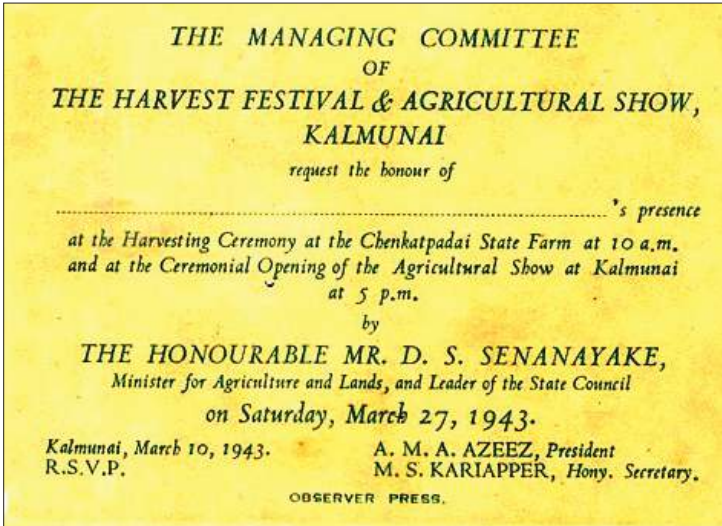 THE MANAGING COMMITTEE
OF
THE HARVEST FESTIVAL & AGRICULTURAL SHOW,
KALMUNAI
request the honour of
............................................................ 's presence
at the Harvesting Ceremony at the Chenkatpadai State Farm at 10 a.m.
and at the Ceremonial Opening of the Agricultural Show at Kalmunai
at 5 p.m.
by
THE HONOURABLE MR. D. S. SENANAYAKE,
Minister for Agriculture and Lands, and Leader of the State Council
on Saturday, March 27, 1943.
Kalmunai, March 10, 1943. A. M. A. AZEEZ, President
R.S.V.P. M. S. KARIAPPER, Hony. Secretary.
OBSERVER PRESS.